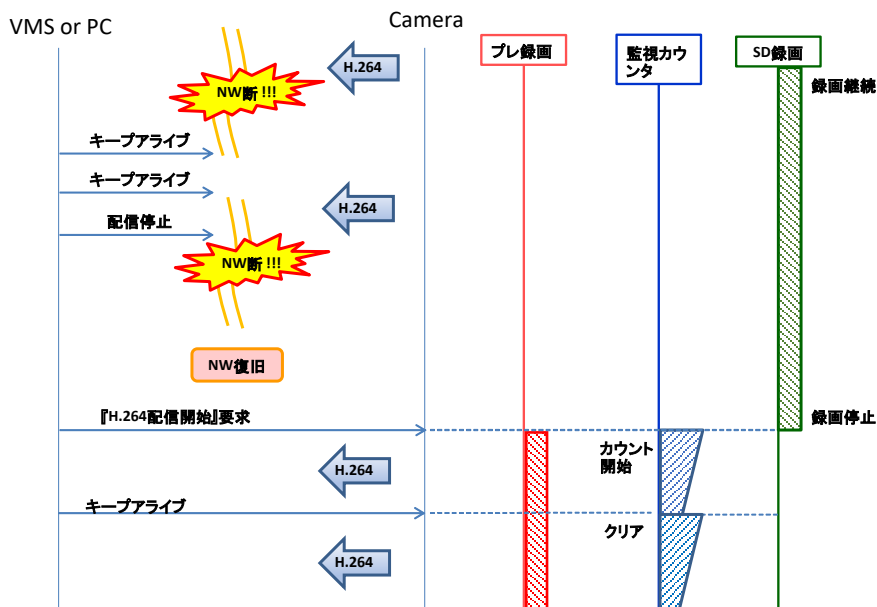 VMS or PC
Camera
プレ録画
監視カウ
ンタ
SD録画
H.264
NW断 !!!
録画継続
キープアライブ
キープアライブ
H.264
配信停止
NW断 !!!
NW復旧
『H.264配信開始』要求
録画停止
カウント
開始
H.264
キープアライブ
クリア
H.264